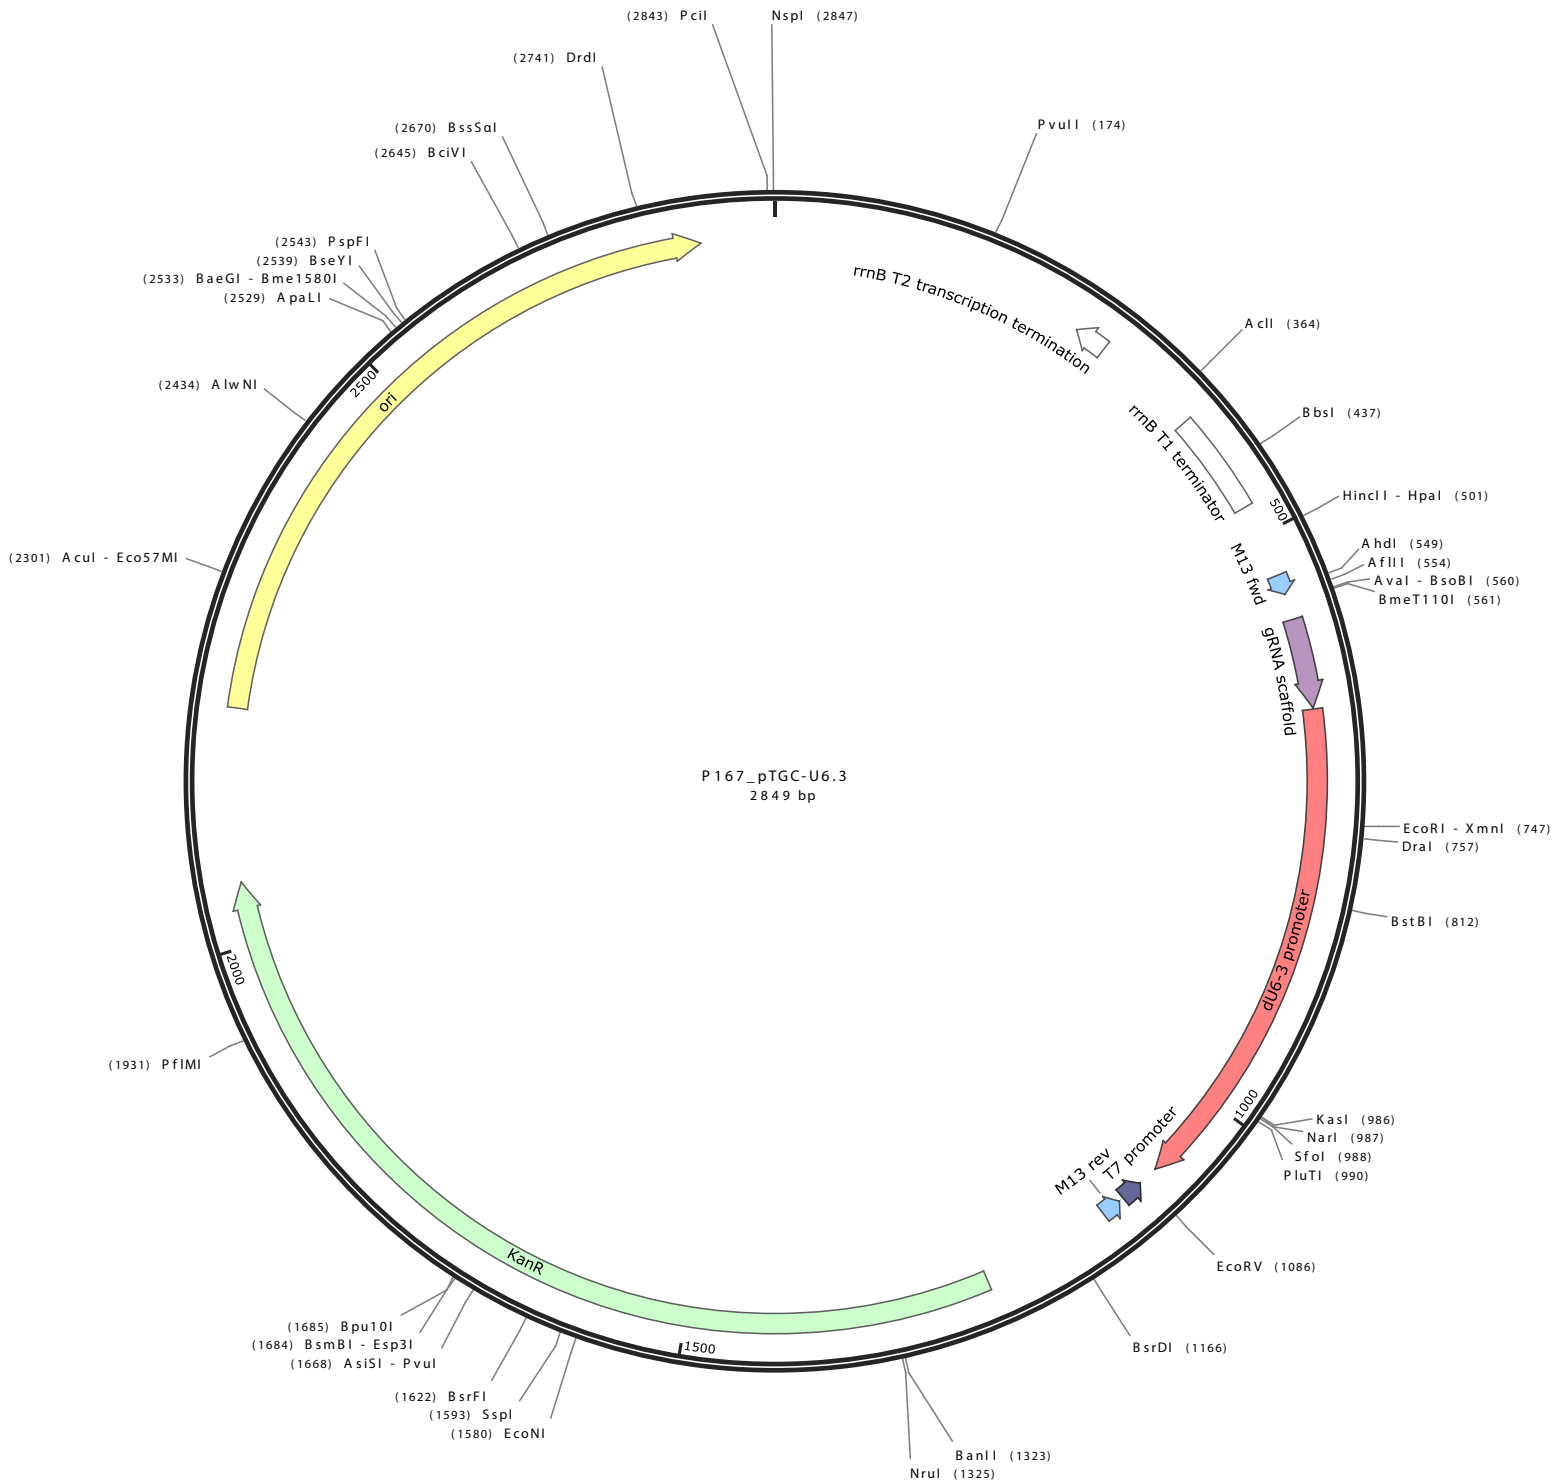 (2843) PciI
NspI (2847)
(2741) DrdI
(2670) BssSαI
(2645) BciVI
PvuII (174)
(2543) PspFI
(2539) BseYI
(2533) BaeGI - Bme1580I
(2529) ApaLI
rrnB T2 transcription termination
AclI (364)
(2434) AlwNI
2500
ori
BbsI (437)
rrnB T1 terminator
HincII - HpaI (501)
500
AhdI (549)
AflII (554)
AvaI - BsoBI (560)
BmeT110I (561)
M13 fwd
(2301) AcuI - Eco57MI
gRNA scaffold
P167_pTGC-U6.3
2849 bp
EcoRI - XmnI (747)
DraI (757)
BstBI (812)
dU6-3 promoter
2000
(1931) PflMI
1000
KasI (986)
NarI (987)
SfoI (988)
PluTI (990)
T7 promoter
M13 rev
KanR
EcoRV (1086)
BsrDI (1166)
(1685) Bpu10I
(1684) BsmBI - Esp3I
(1668) AsiSI - PvuI
1500
(1622) BsrFI
(1593) SspI
(1580) EcoNI
BanII (1323)
NruI (1325)